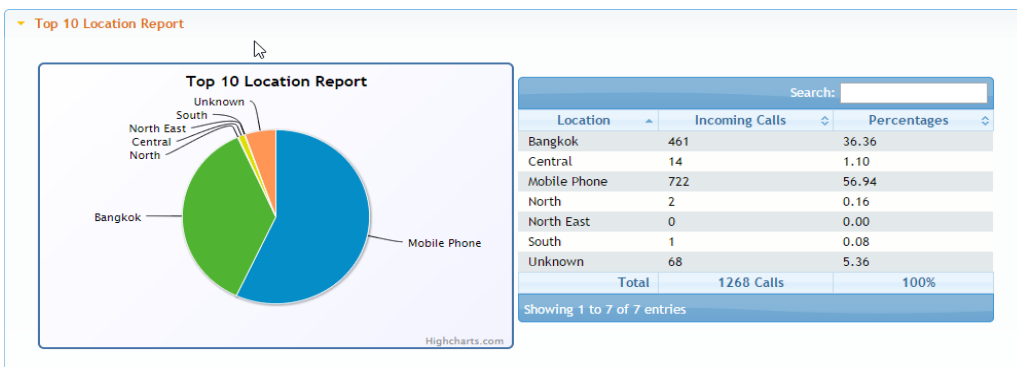 Top 10 Location Report
Top 10 Location Report
Unknown
South
North East
Central
North
Bangkok
Mobile Phone
Highcharts.com
Search:
Location Incoming Calls Percentages
Bangkok 461 36.36
Central 14 1.10
Mobile Phone 722 56.94
North 2 0.16
North East 0 0.00
South 1 0.08
Unknown 68 5.36
Total 1268 Calls 100%
Showing 1 to 7 of 7 entries